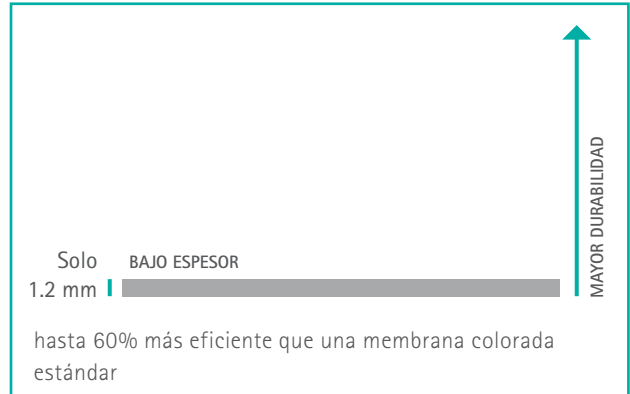 Solo
BAJO ESPESOR
1.2 mm
MAYOR DURABILIDAD
hasta 60% más eficiente que una membrana colorada
estándar